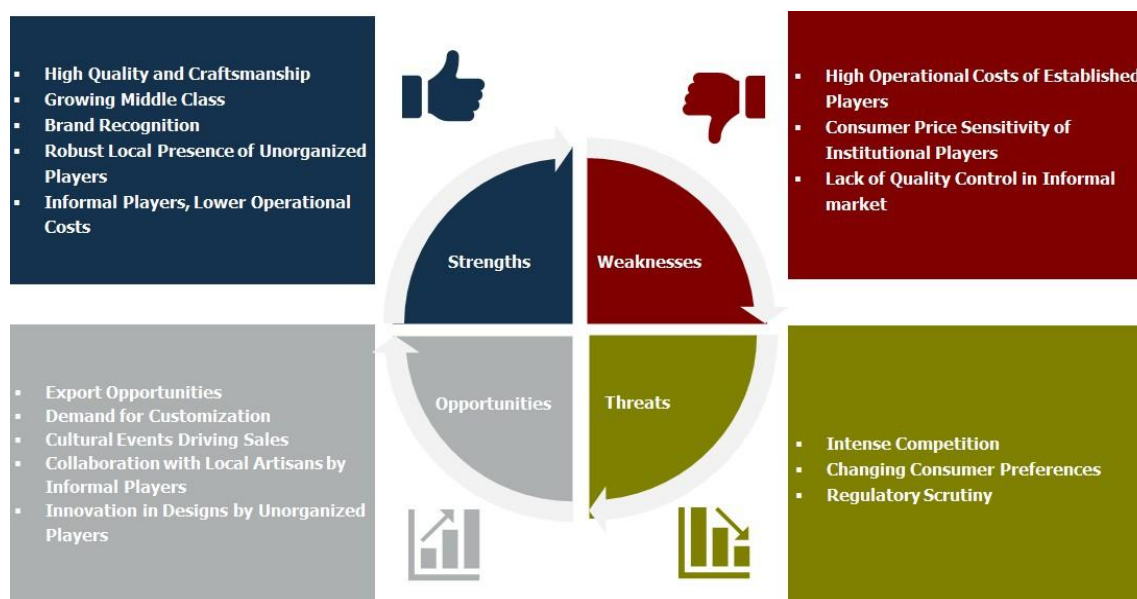 ▪ High Quality and Craftsmanship
▪ Growing Middle Class
▪ Brand Recognition
▪ Robust Local Presence of Unorganized
Players
▪ Informal Players, Lower Operational
Costs
▪ High Operational Costs of Established
Players
▪ Consumer Price Sensitivity of
Institutional Players
▪ Lack of Quality Control in Informal
market
Strengths
Weaknesses
Opportunities
Threats
▪ Export Opportunities
▪ Demand for Customization
▪ Cultural Events Driving Sales
▪ Collaboration with Local Artisans by
Informal Players
▪ Innovation in Designs by Unorganized
Players
▪ Intense Competition
▪ Changing Consumer Preferences
▪ Regulatory Scrutiny